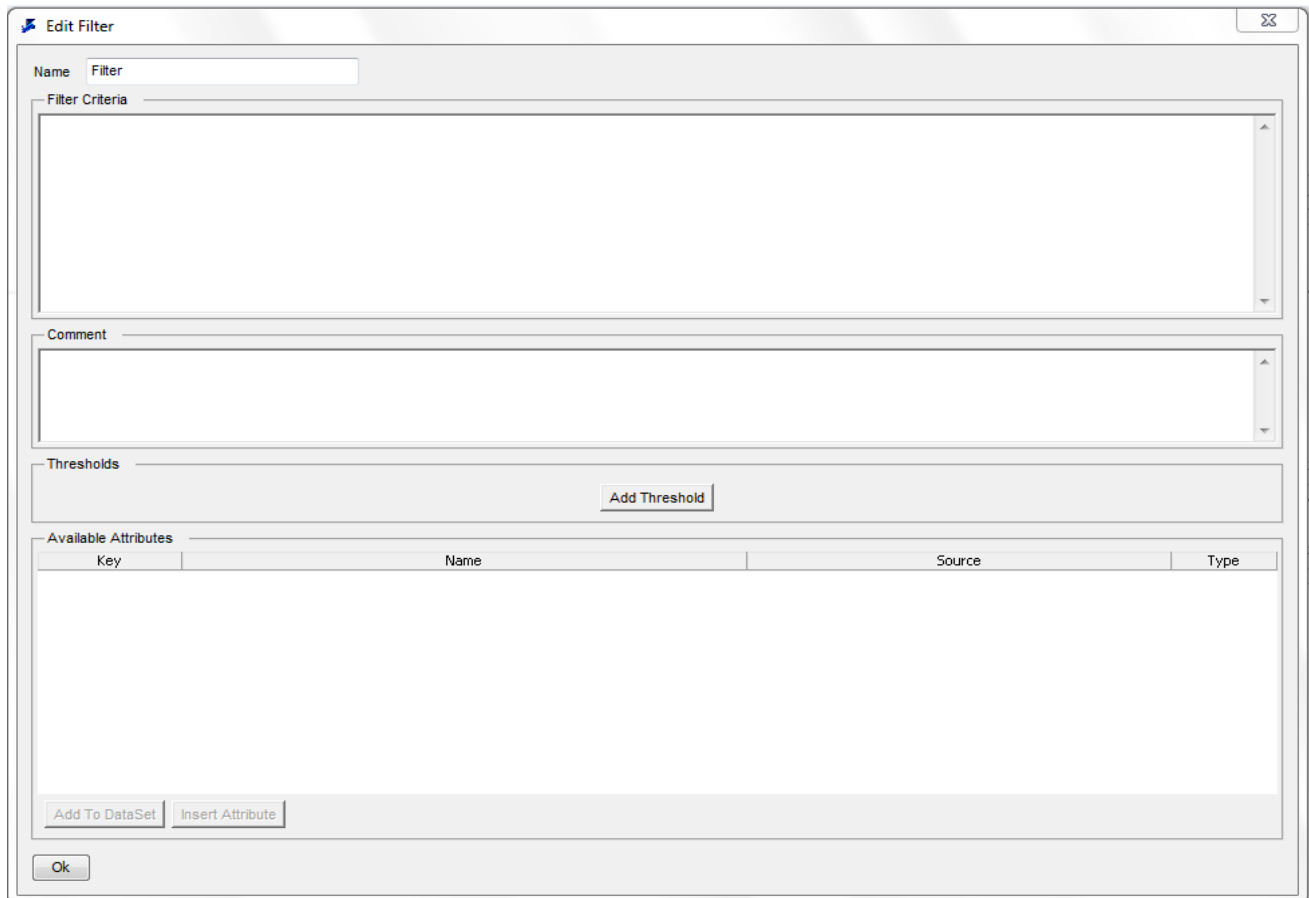 Edit Filter
Name Filter
Filter Criteria
Comment
Thresholds
Add Threshold
Available Attributes
Key Name Source Type
Add To DataSet Insert Attribute
Ok